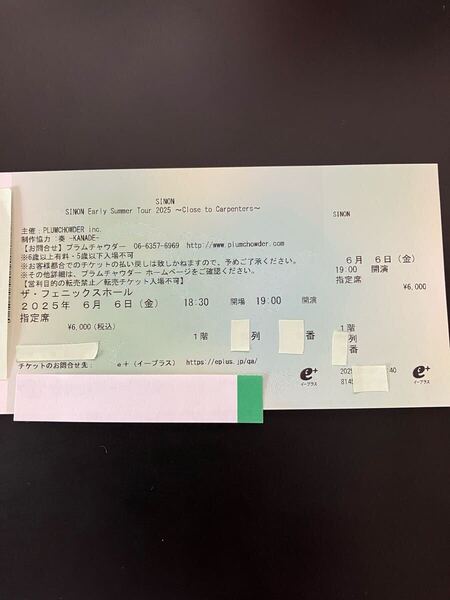 SINON
SINON Early Summer Tour 2025 ～Close to Carpenters～
主催：PLUMCHOWDER inc.
制作協力：奏 -KANADE-
【お問合せ】プラムチャウダー 06-6357-6969 http://www.plumchowder.com
※6歳以上有料・5歳以下入場不可
※お客様都合でのチケットの払い戻しは致しかねますので、予めご了承ください。
※その他詳細は、プラムチャウダー ホームページをご確認ください。
【営利目的の転売禁止／転売チケット入場不可】
ザ・フェニックスホール
2025年 6月 6日（金） 18:30 開場 19:00 開演
指定席
¥6,000（税込）
1階 列 番
チケットのお問合せ先： e+（イープラス） https://eplus.jp/qa/
SINON
6月 6日（金）
19:00 開演
指定席
¥6,000
1階
列
番
e+
イープラス
202 40
814
e+
イープラス